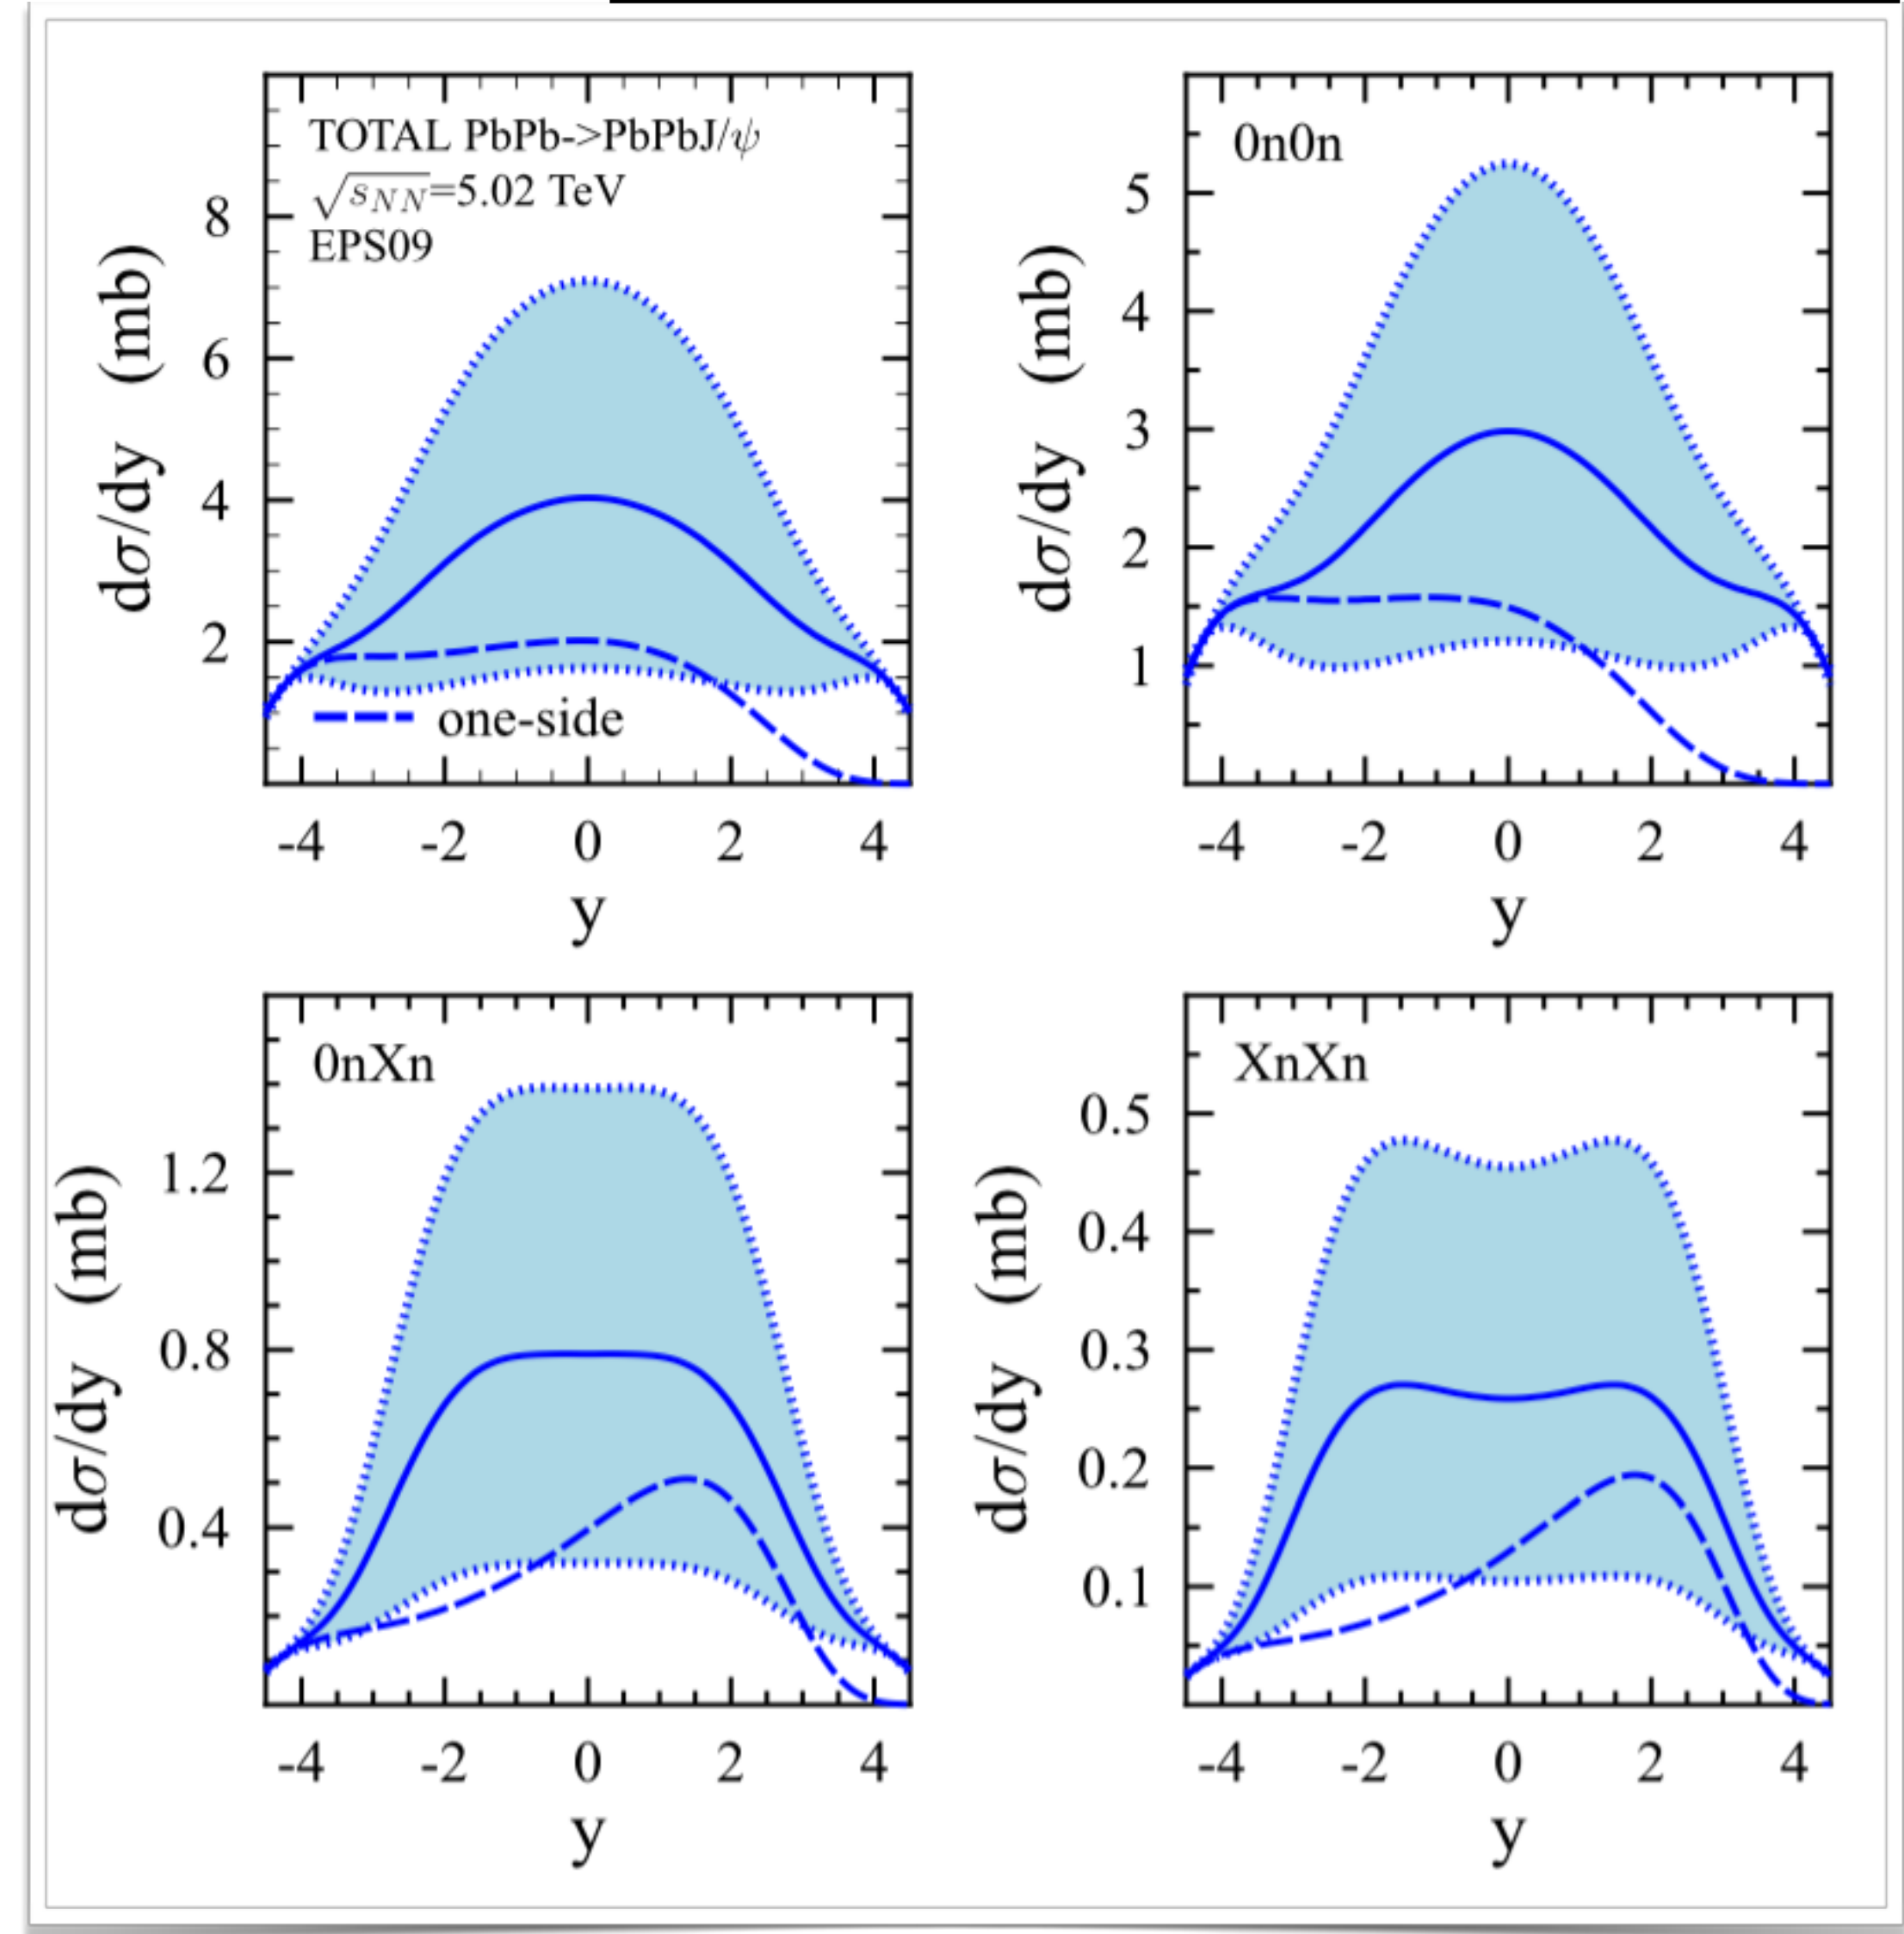 TOTAL PbPb->PbPbJ/ψ
√sNN=5.02 TeV
EPS09
8
6
4
2
dσ/dy (mb)
one-side
-4 -2 0 2 4
y
0n0n
5
4
3
2
1
dσ/dy (mb)
-4 -2 0 2 4
y
0nXn
1.2
0.8
0.4
dσ/dy (mb)
-4 -2 0 2 4
y
XnXn
0.5
0.4
0.3
0.2
0.1
dσ/dy (mb)
-4 -2 0 2 4
y